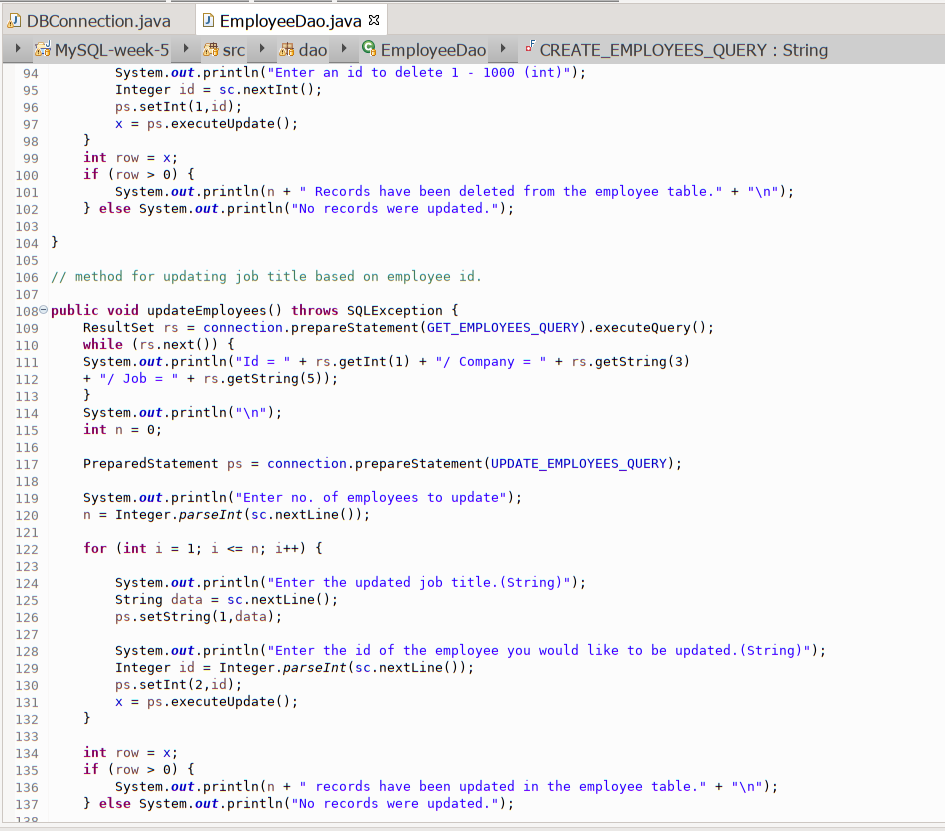 DBConnection.java EmployeeDao.java
MySQL-week-5 src dao EmployeeDao CREATE_EMPLOYEES_QUERY : String
94 System.out.println("Enter an id to delete 1 - 1000 (int)");
95 Integer id = sc.nextInt();
96 ps.setInt(1,id);
97 x = ps.executeUpdate();
98 }
99 int row = x;
100 if (row > 0) {
101 System.out.println(n + " Records have been deleted from the employee table." + "\n");
102 } else System.out.println("No records were updated.");
103
104 }
105
106 // method for updating job title based on employee id.
107
108 public void updateEmployees() throws SQLException {
109 ResultSet rs = connection.prepareStatement(GET_EMPLOYEES_QUERY).executeQuery();
110 while (rs.next()) {
111 System.out.println("Id = " + rs.getInt(1) + "/ Company = " + rs.getString(3)
112 + "/ Job = " + rs.getString(5));
113 }
114 System.out.println("\n");
115 int n = 0;
116
117 PreparedStatement ps = connection.prepareStatement(UPDATE_EMPLOYEES_QUERY);
118
119 System.out.println("Enter no. of employees to update");
120 n = Integer.parseInt(sc.nextLine());
121
122 for (int i = 1; i <= n; i++) {
123
124 System.out.println("Enter the updated job title.(String)");
125 String data = sc.nextLine();
126 ps.setString(1,data);
127
128 System.out.println("Enter the id of the employee you would like to be updated.(String)");
129 Integer id = Integer.parseInt(sc.nextLine());
130 ps.setInt(2,id);
131 x = ps.executeUpdate();
132 }
133
134 int row = x;
135 if (row > 0) {
136 System.out.println(n + " records have been updated in the employee table." + "\n");
137 } else System.out.println("No records were updated.");
138